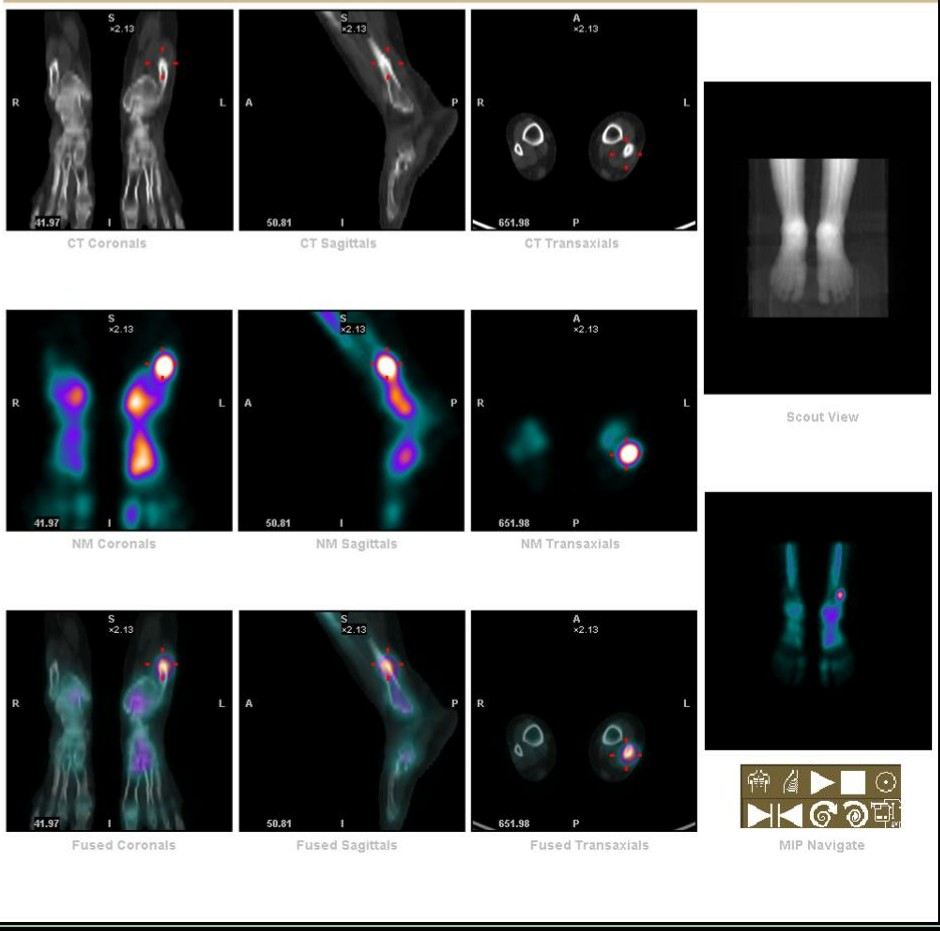 S
×2.13
R
L
41.97
I
CT Coronals
S
×2.13
A
P
50.81
I
CT Sagittals
A
×2.13
R
L
651.98
P
CT Transaxials
Scout View
S
×2.13
R
L
41.97
I
NM Coronals
S
×2.13
A
P
50.81
I
NM Sagittals
A
×2.13
R
L
651.98
P
NM Transaxials
S
×2.13
R
L
41.97
I
Fused Coronals
S
×2.13
A
P
50.81
I
Fused Sagittals
A
×2.13
R
L
651.98
P
Fused Transaxials
MIP Navigate